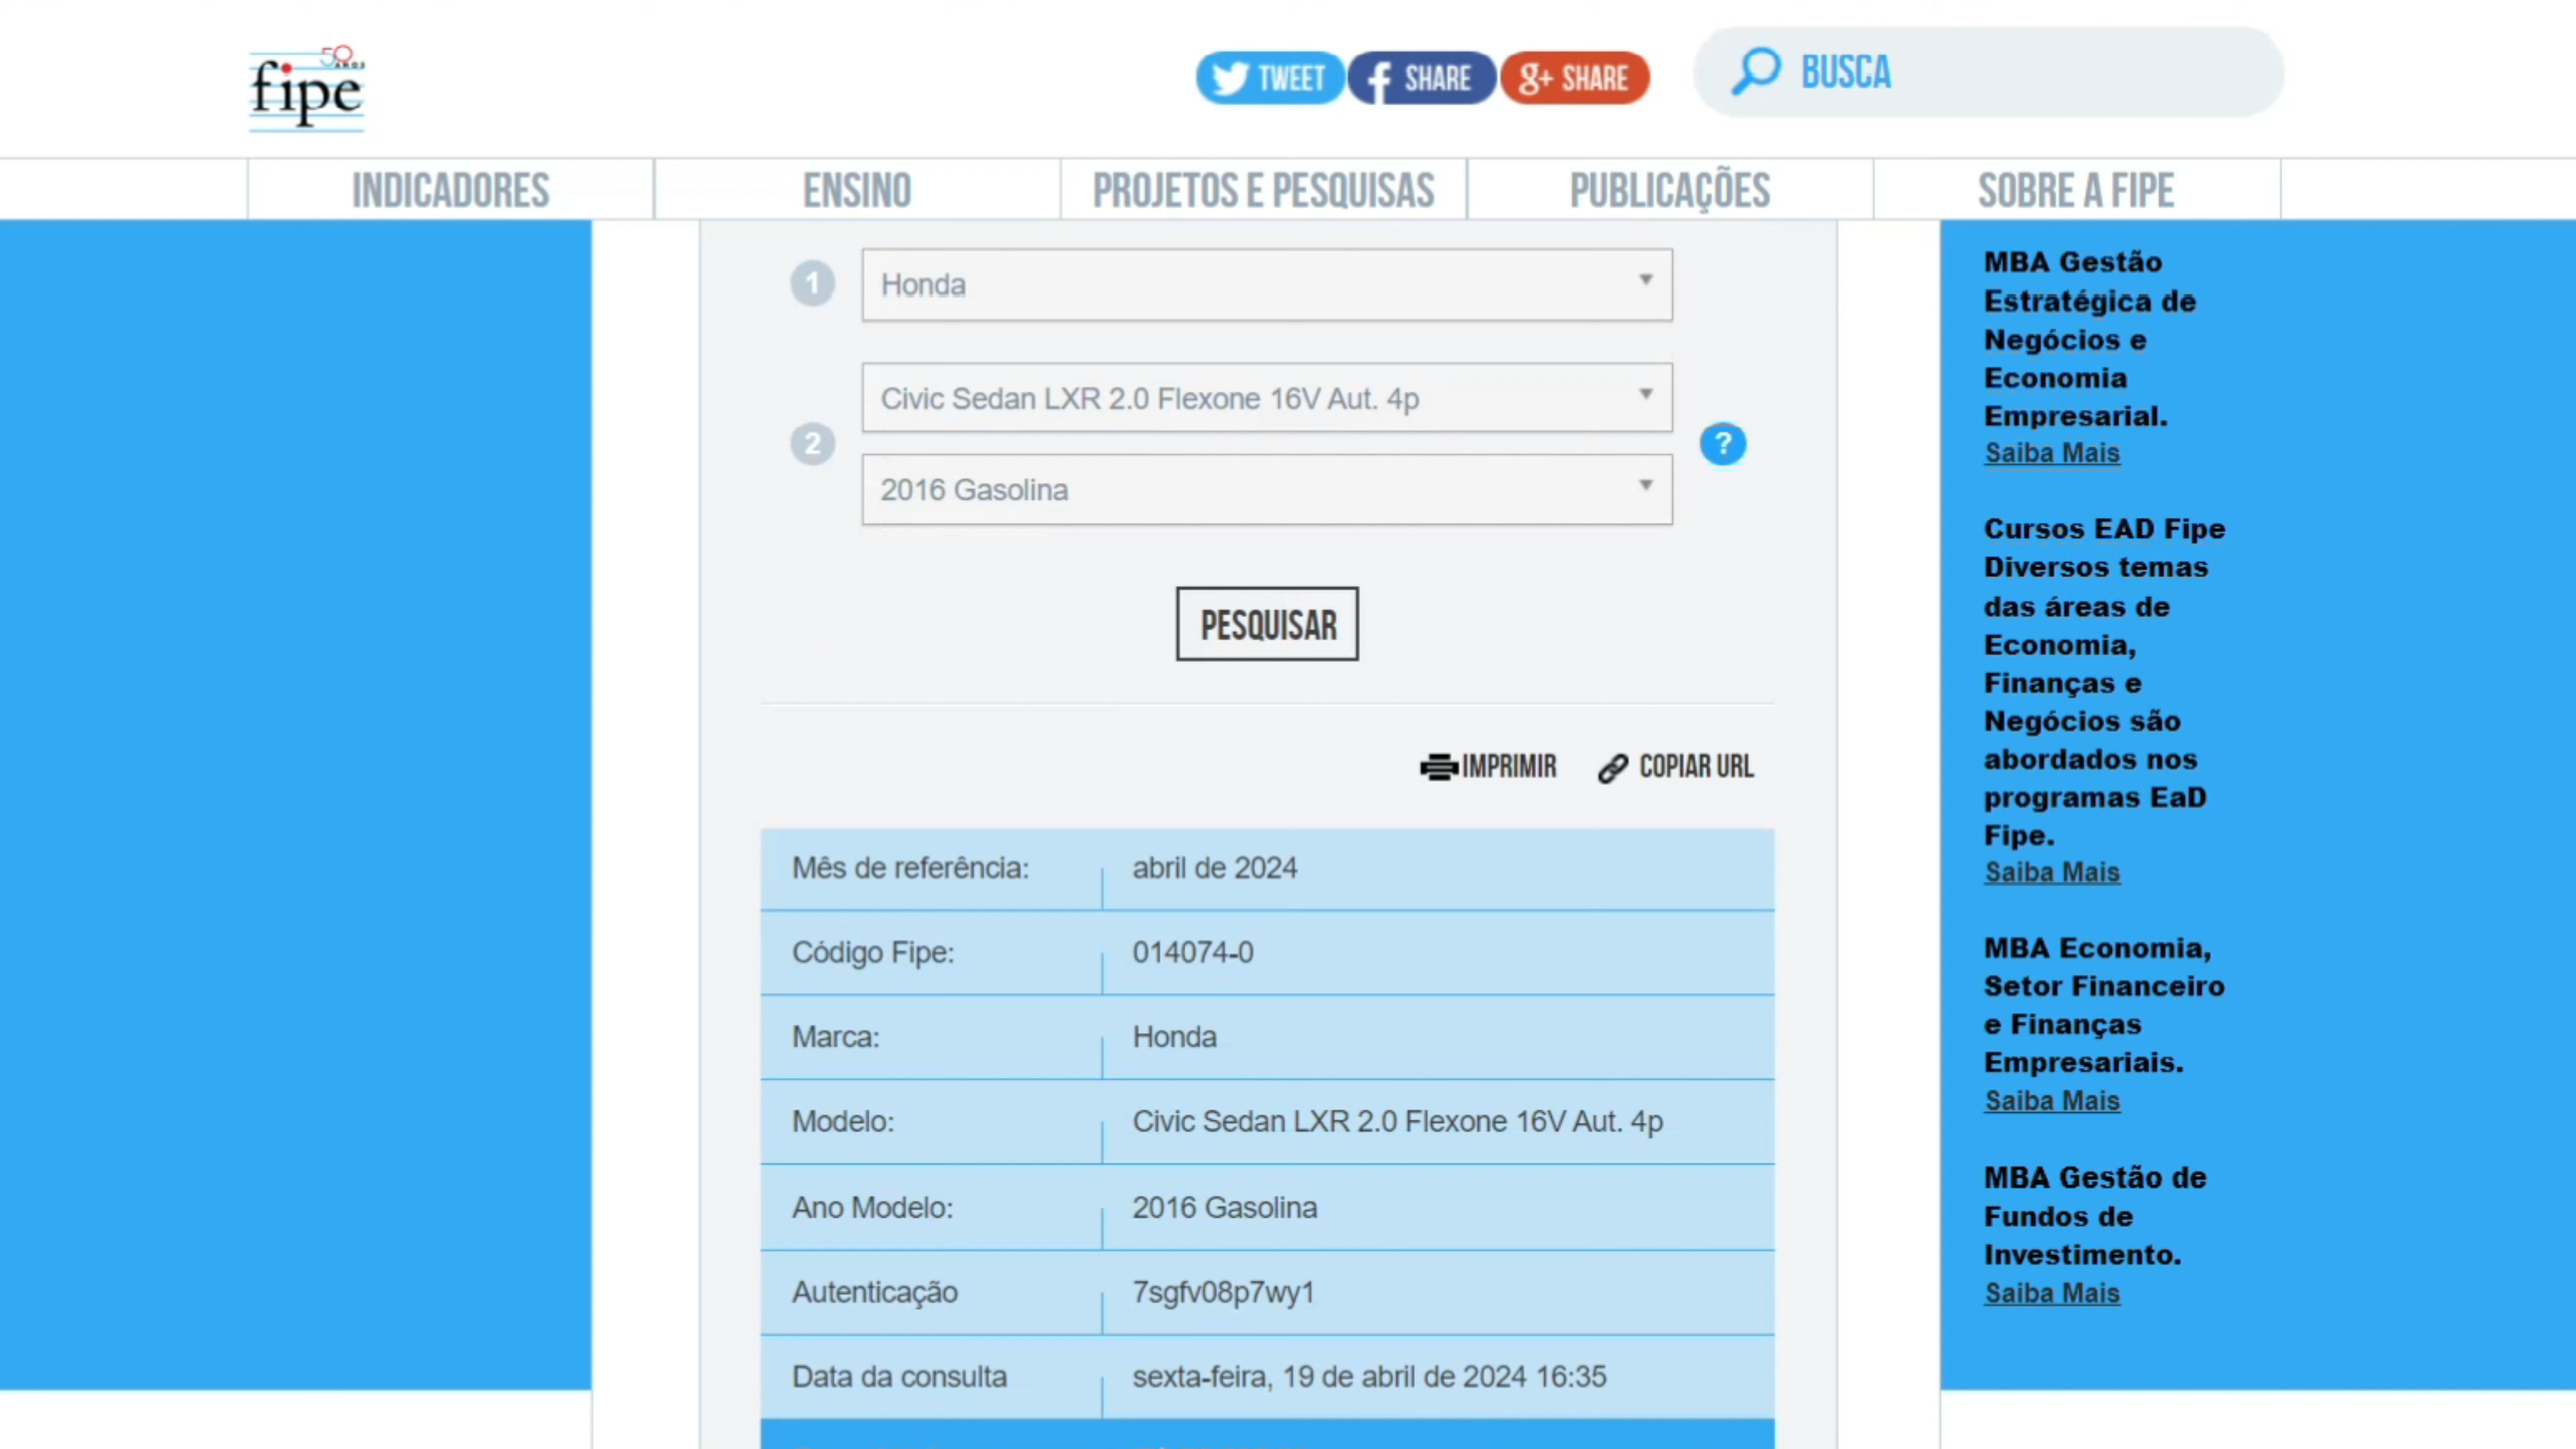 50 ANOS
fipe
TWEET
SHARE
g+ SHARE
BUSCA
INDICADORES
ENSINO
PROJETOS E PESQUISAS
PUBLICAÇÕES
SOBRE A FIPE
1
Honda
2
Civic Sedan LXR 2.0 Flexone 16V Aut. 4p
2016 Gasolina
?
PESQUISAR
IMPRIMIR
COPIAR URL
Mês de referência: abril de 2024
Código Fipe: 014074-0
Marca: Honda
Modelo: Civic Sedan LXR 2.0 Flexone 16V Aut. 4p
Ano Modelo: 2016 Gasolina
Autenticação 7sgfv08p7wy1
Data da consulta sexta-feira, 19 de abril de 2024 16:35
MBA Gestão
Estratégica de
Negócios e
Economia
Empresarial.
Saiba Mais
Cursos EAD Fipe
Diversos temas
das áreas de
Economia,
Finanças e
Negócios são
abordados nos
programas EaD
Fipe.
Saiba Mais
MBA Economia,
Setor Financeiro
e Finanças
Empresariais.
Saiba Mais
MBA Gestão de
Fundos de
Investimento.
Saiba Mais